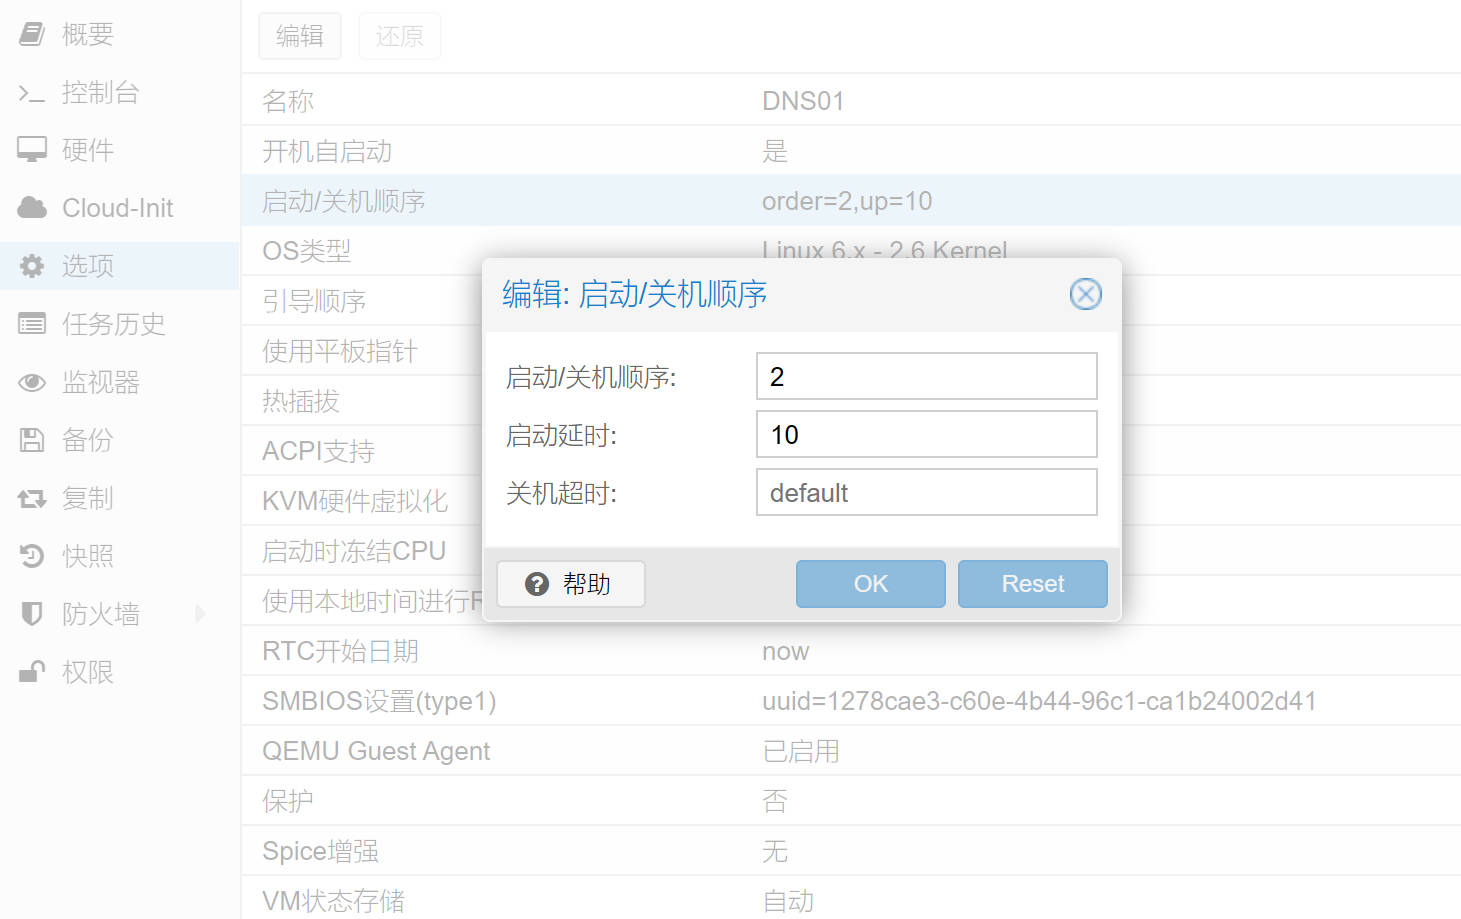 概要
控制台
硬件
Cloud-Init
选项
任务历史
监视器
备份
复制
快照
防火墙
权限
编辑 还原
名称 DNS01
开机自启动 是
启动/关机顺序 order=2,up=10
OS类型 Linux 6.x - 2.6 Kernel
引导顺序
使用平板指针
热插拔
ACPI支持
KVM硬件虚拟化
启动时冻结CPU
使用本地时间进行R
RTC开始日期 now
SMBIOS设置(type1) uuid=1278cae3-c60e-4b44-96c1-ca1b24002d41
QEMU Guest Agent 已启用
保护 否
Spice增强 无
VM状态存储 自动
编辑: 启动/关机顺序
启动/关机顺序: 2
启动延时: 10
关机超时: default
帮助 OK Reset